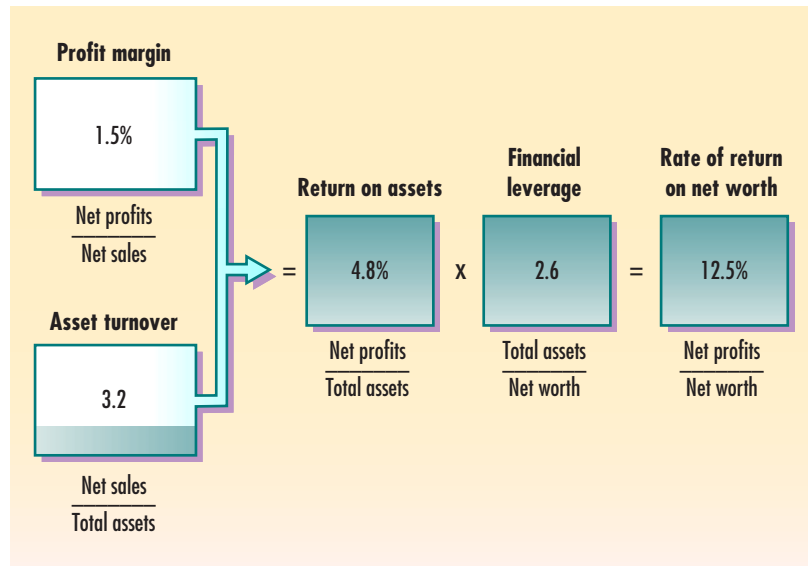 Profit margin
1.5%
Net profits
Net sales
Asset turnover
3.2
Net sales
Total assets
=
Return on assets
4.8%
Net profits
Total assets
x
Financial
leverage
2.6
Total assets
Net worth
=
Rate of return
on net worth
12.5%
Net profits
Net worth